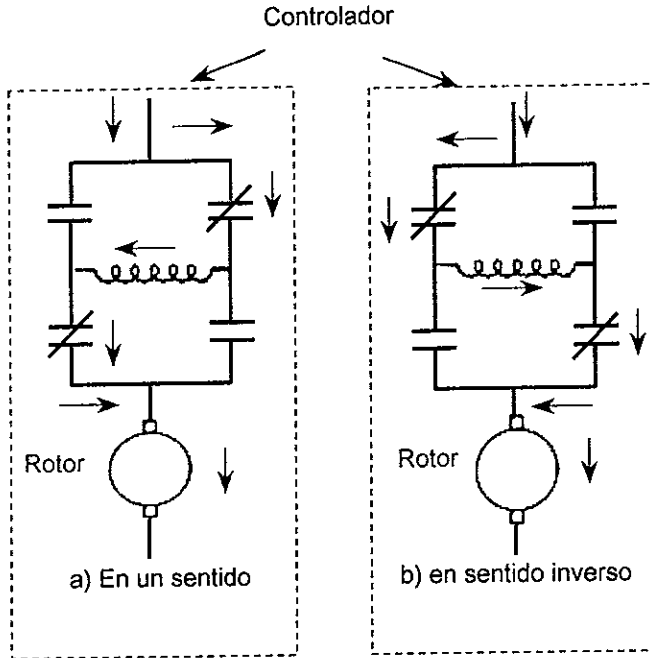 Controlador
Rotor
a) En un sentido
Rotor
b) en sentido inverso